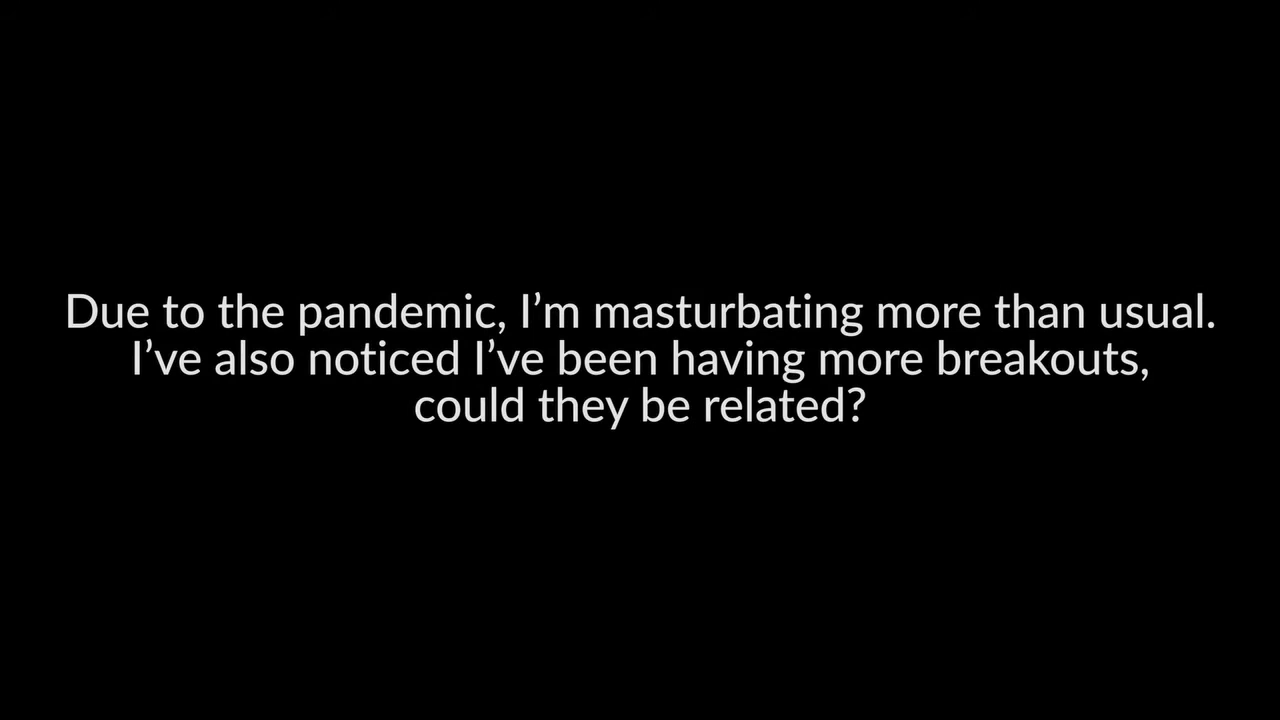 Due to the pandemic, I’m masturbating more than usual.
I’ve also noticed I’ve been having more breakouts,
could they be related?